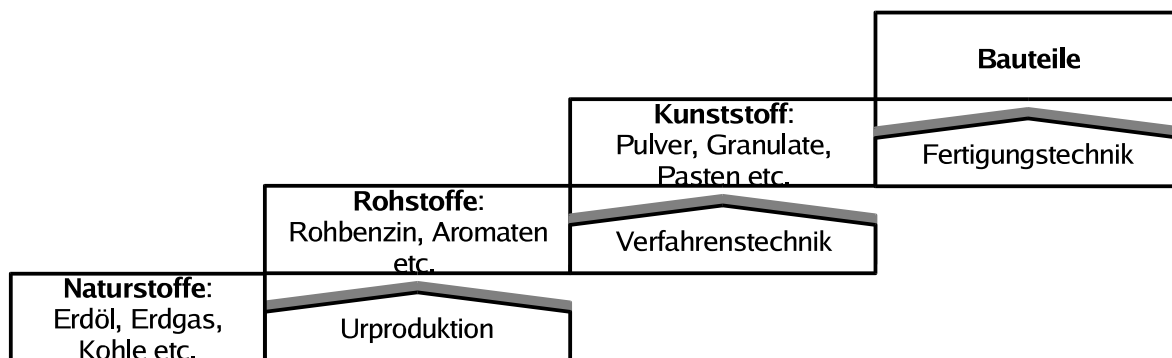 Bauteile
Kunststoff:
Pulver, Granulate,
Pasten etc.
Fertigungstechnik
Rohstoffe:
Rohbenzin, Aromaten
etc.
Verfahrenstechnik
Naturstoffe:
Erdöl, Erdgas,
Kohle etc.
Urproduktion